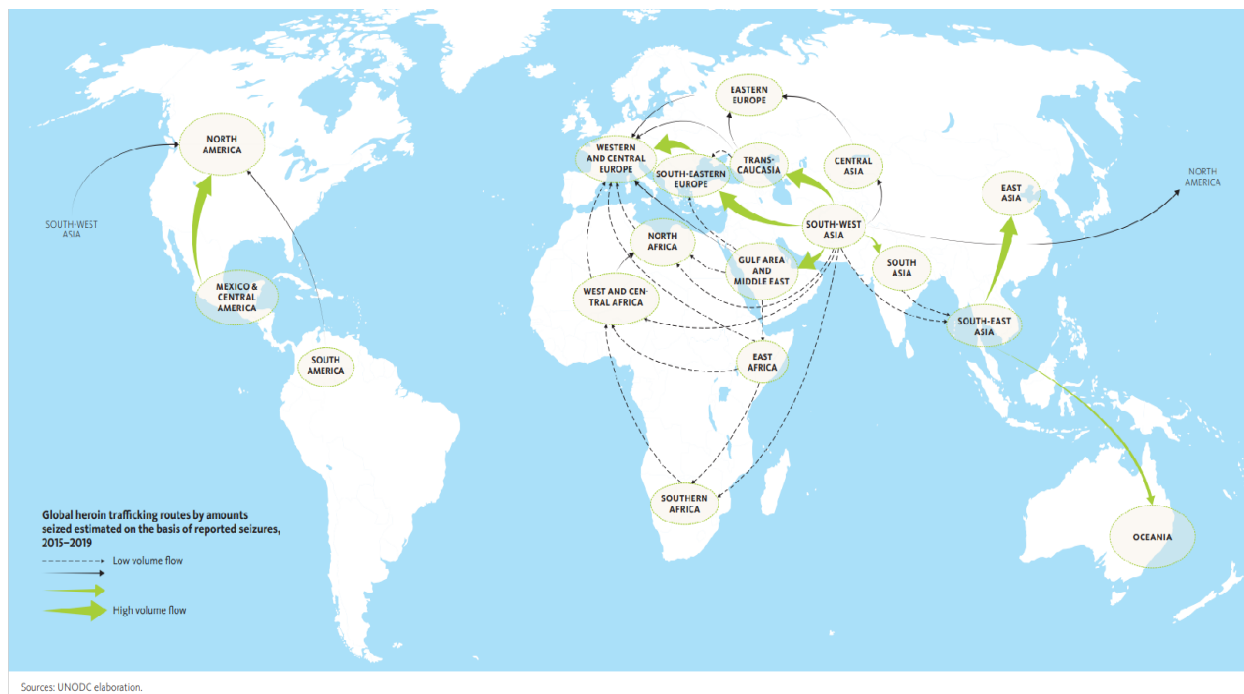 EASTERN
EUROPE
NORTH
AMERICA
WESTERN
AND CENTRAL
EUROPE
TRANS-
CAUCASIA
CENTRAL
ASIA
SOUTH-EASTERN
EUROPE
EAST
ASIA
NORTH
AMERICA
SOUTH-WEST
ASIA
SOUTH-WEST
ASIA
NORTH
AFRICA
GULF AREA
AND
MIDDLE EAST
SOUTH
ASIA
MEXICO &
CENTRAL
AMERICA
WEST AND CEN-
TRAL AFRICA
SOUTH-EAST
ASIA
SOUTH
AMERICA
EAST
AFRICA
SOUTHERN
AFRICA
OCEANIA
Global heroin trafficking routes by amounts
seized estimated on the basis of reported seizures,
2015–2019
Low volume flow
High volume flow
Sources: UNODC elaboration.